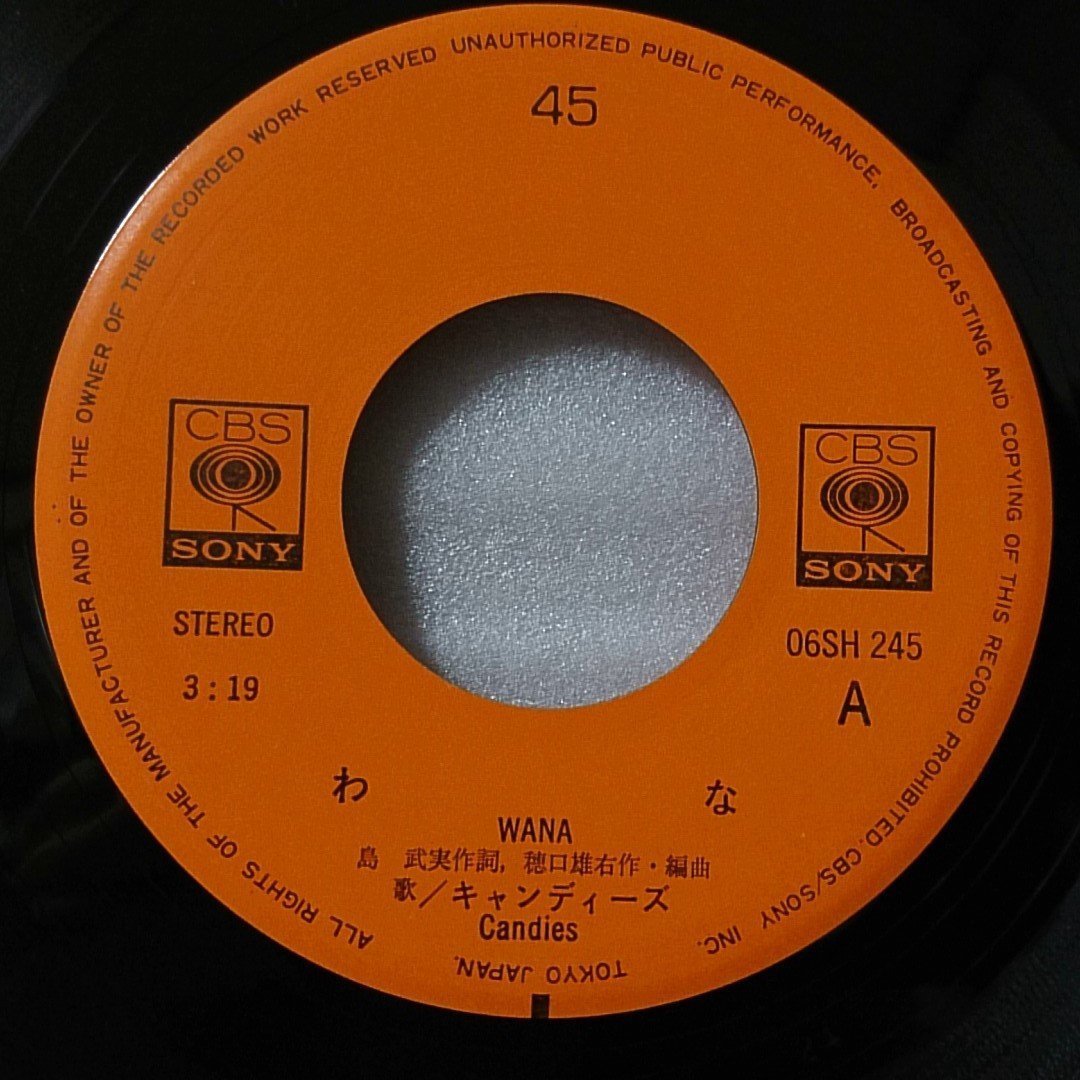 ALL RIGHTS OF THE MANUFACTURER AND OF THE OWNER OF THE RECORDED WORK RESERVED UNAUTHORIZED PUBLIC PERFORMANCE, BROADCASTING AND COPYING OF THIS RECORD PROHIBITED. CBS/SONY INC.
TOKYO JAPAN.
45
CBS
SONY
CBS
SONY
STEREO
3:19
06SH 245
A
わな
WANA
島 武実作詞, 穂口雄右作・編曲
歌/キャンディーズ
Candies